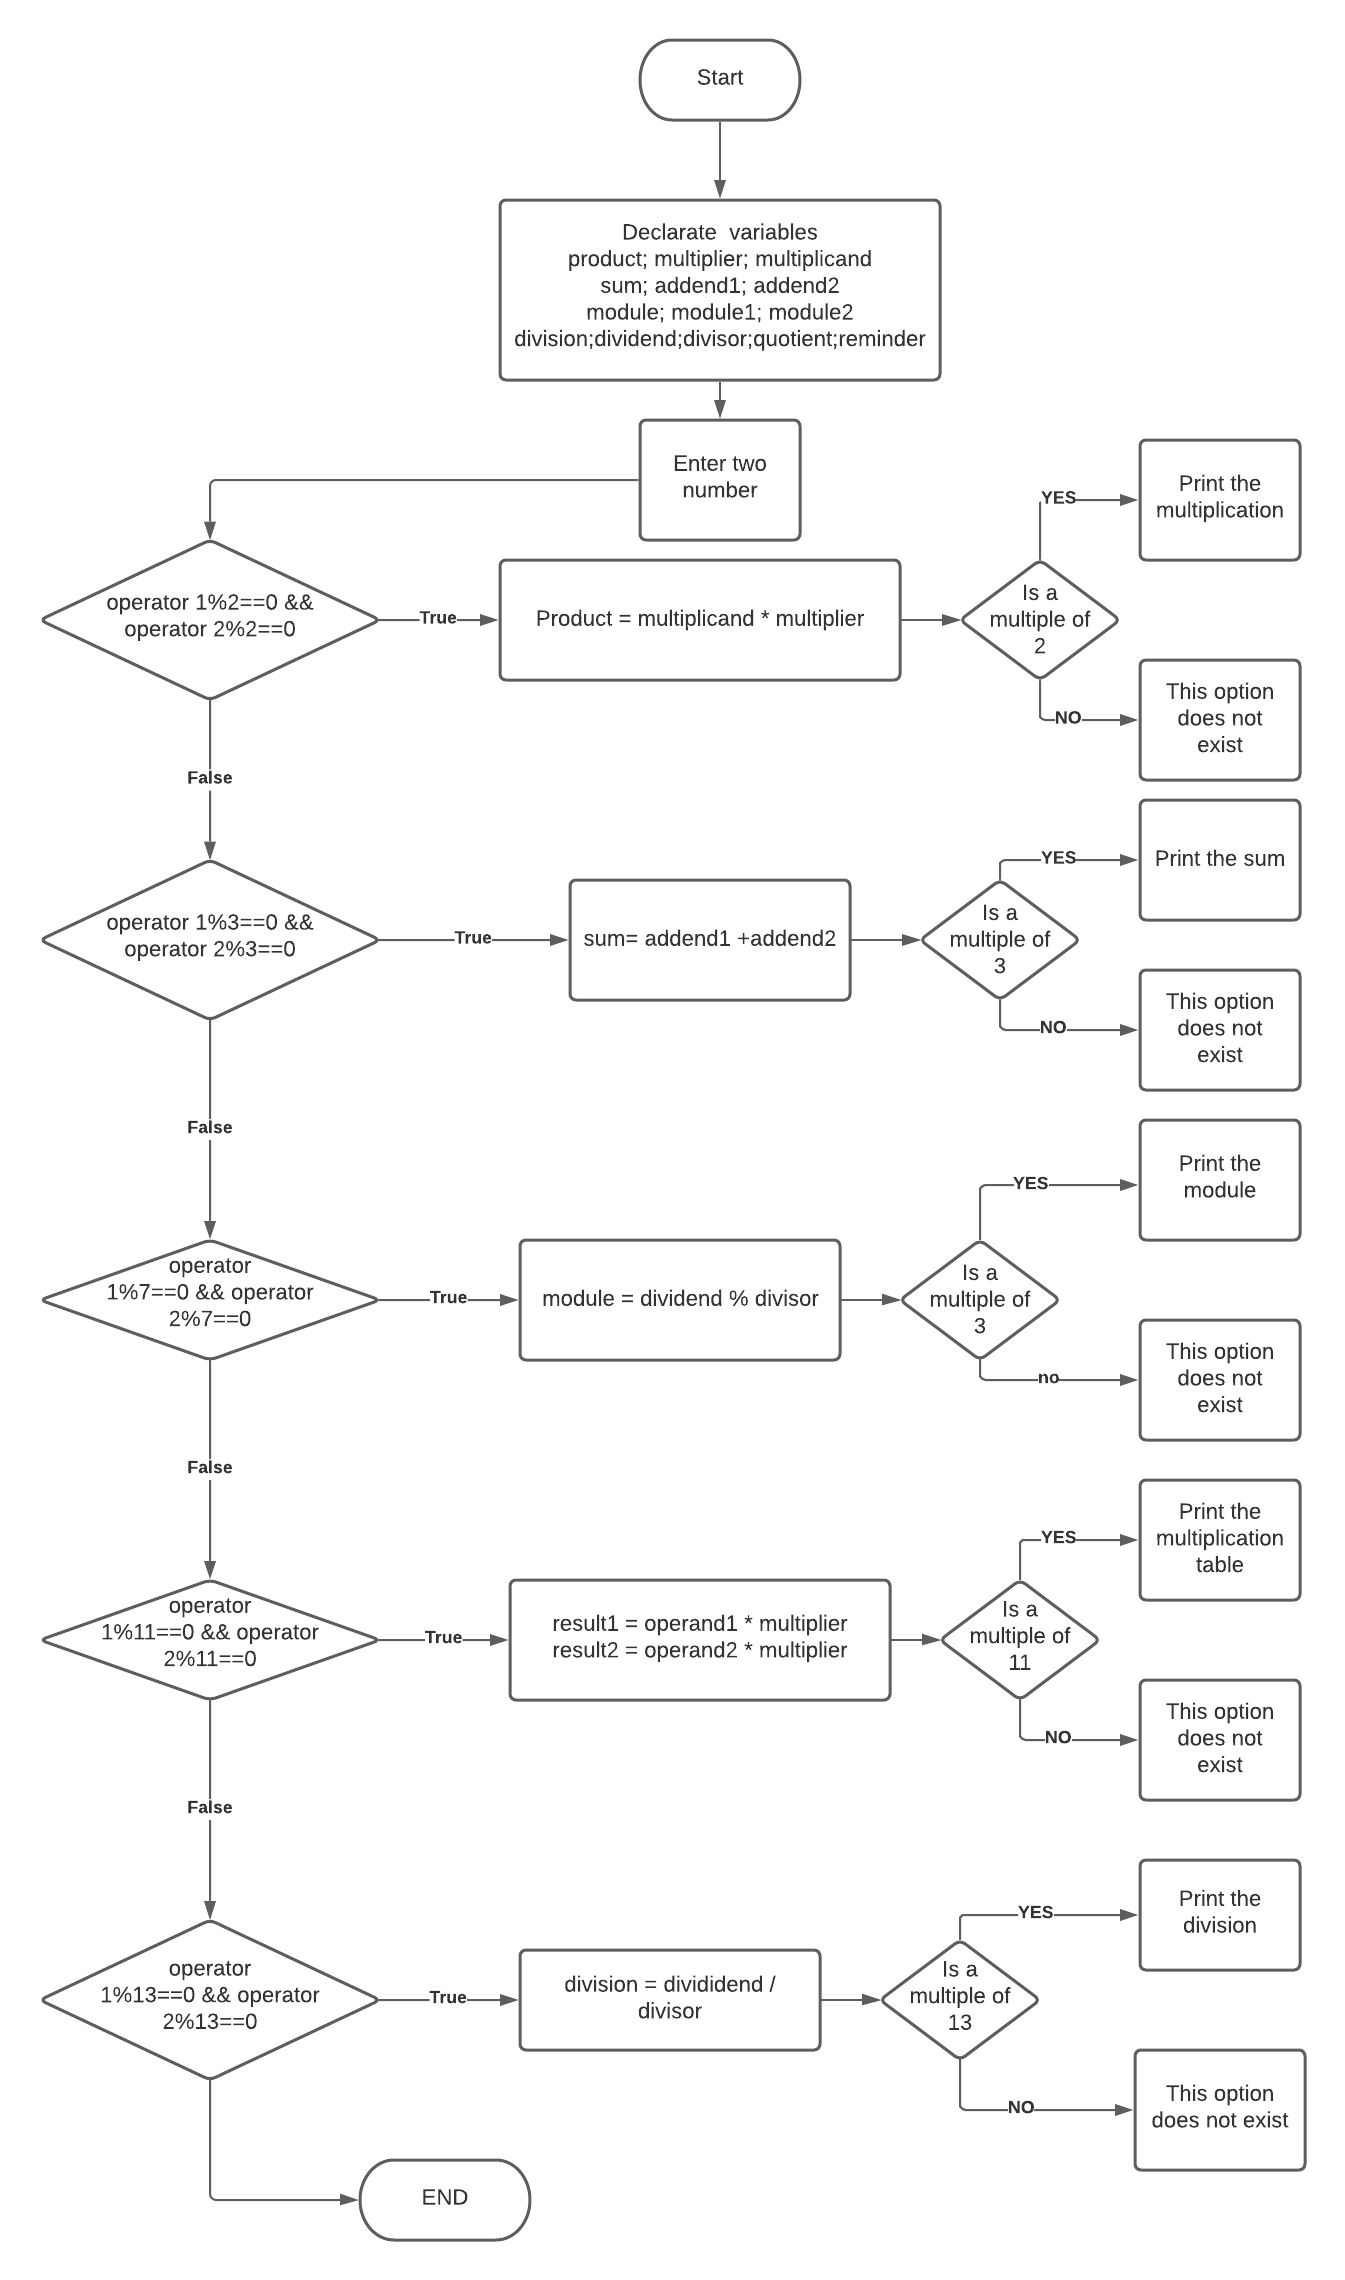 Start
Declarate  variables
product; multiplier; multiplicand
sum; addend1; addend2
module; module1; module2
division;dividend;divisor;quotient;reminder
Enter two
number
operator 1%2==0 &&
operator 2%2==0
True
Product = multiplicand * multiplier
Is a
multiple of
2
YES
Print the
multiplication
NO
This option
does not
exist
False
operator 1%3==0 &&
operator 2%3==0
True
sum= addend1 +addend2
Is a
multiple of
3
YES
Print the sum
NO
This option
does not
exist
False
operator
1%7==0 && operator
2%7==0
True
module = dividend % divisor
Is a
multiple of
3
YES
Print the
module
no
This option
does not
exist
False
operator
1%11==0 && operator
2%11==0
True
result1 = operand1 * multiplier
result2 = operand2 * multiplier
Is a
multiple of
11
YES
Print the
multiplication
table
NO
This option
does not
exist
False
operator
1%13==0 && operator
2%13==0
True
division = divididend /
divisor
Is a
multiple of
13
YES
Print the
division
NO
This option
does not exist
END